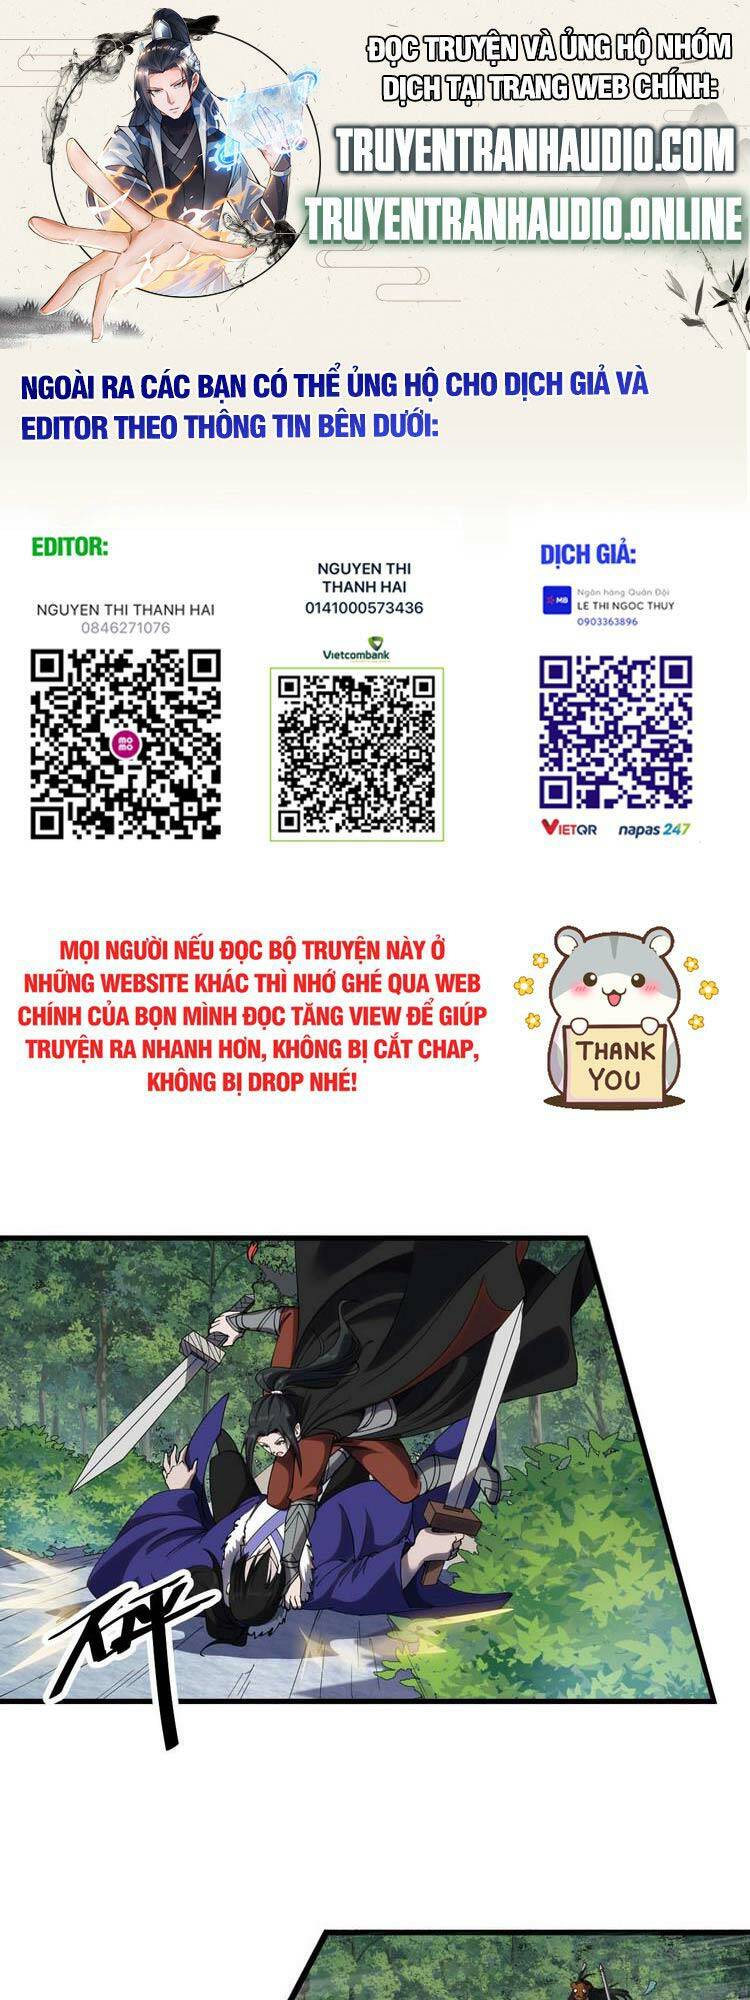 ĐỌC TRUYỆN VÀ ỦNG HỘ NHÓM
DỊCH TẠI TRANG WEB CHÍNH:
TRUYENTRANHAUDIO.COM
TRUYENTRANHAUDIO.ONLINE
NGOÀI RA CÁC BẠN CÓ THỂ ỦNG HỘ CHO DỊCH GIẢ VÀ
EDITOR THEO THÔNG TIN BÊN DƯỚI:
EDITOR:
NGUYEN THI THANH HAI
0846271076
mo
mo
NGUYEN THI
THANH HAI
0141000573436
Vietcombank
DỊCH GIẢ:
MB
Ngân hàng Quân Đội
LE THI NGOC THUY
0903363896
VIETQR
napas 247
MỌI NGƯỜI NẾU ĐỌC BỘ TRUYỆN NÀY Ở
NHỮNG WEBSITE KHÁC THÌ NHỚ GHÉ QUA WEB
CHÍNH CỦA BỌN MÌNH ĐỌC TĂNG VIEW ĐỂ GIÚP
TRUYỆN RA NHANH HƠN, KHÔNG BỊ CẮT CHAP,
KHÔNG BỊ DROP NHÉ!
THANK
YOU
砰